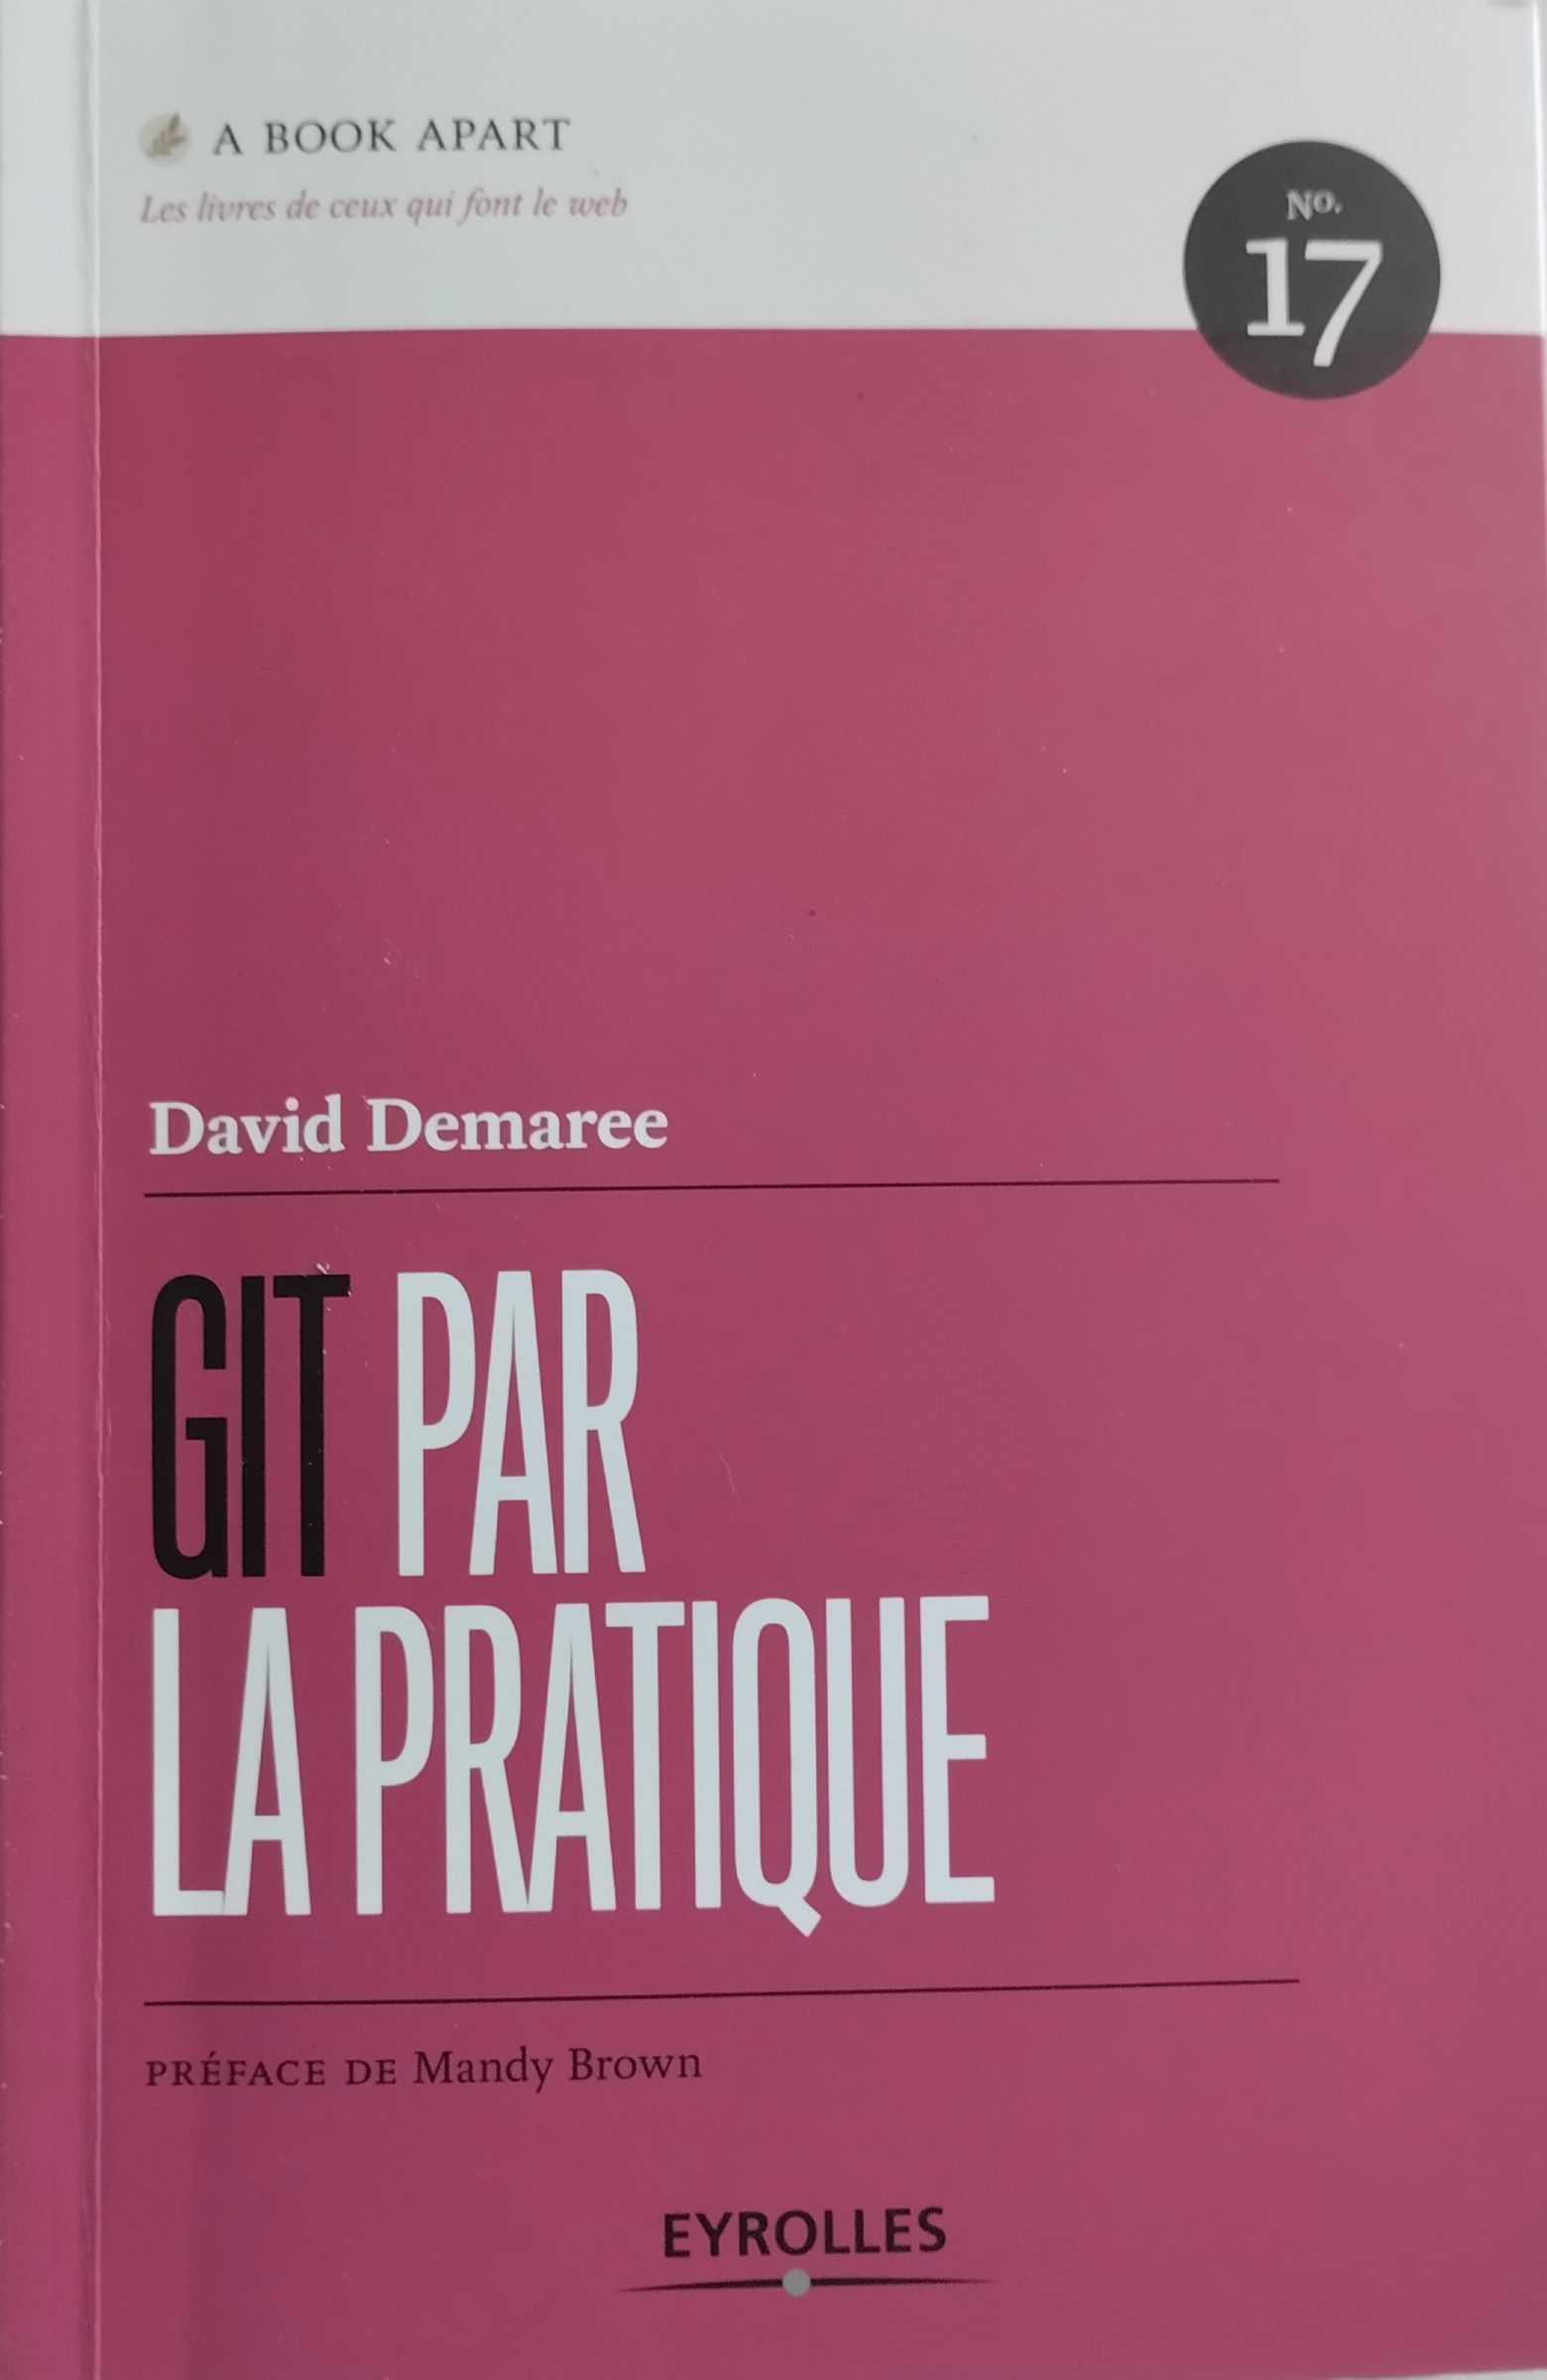 A BOOK APART
Les livres de ceux qui font le web
No.
17
David Demaree
GIT PAR
LA PRATIQUE
PRÉFACE DE Mandy Brown
EYROLLES